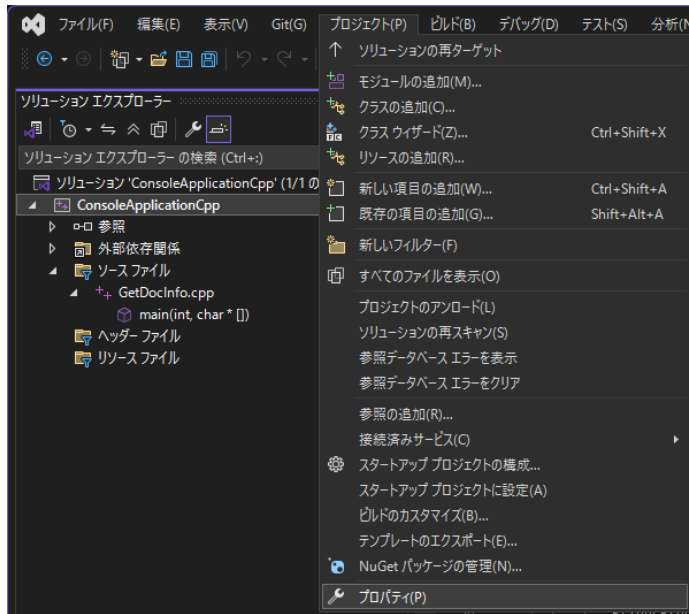 ファイル(F) 編集(E) 表示(V) Git(G) プロジェクト(P) ビルド(B) デバッグ(D) テスト(S) 分析(N
ソリューションの再ターゲット
モジュールの追加(M)...
クラスの追加(C)...
クラス ウィザード(Z)... Ctrl+Shift+X
リソースの追加(R)...
新しい項目の追加(W)... Ctrl+Shift+A
既存の項目の追加(G)... Shift+Alt+A
新しいフィルター(F)
すべてのファイルを表示(O)
プロジェクトのアンロード(L)
ソリューションの再スキャン(S)
参照データベース エラーを表示
参照データベース エラーをクリア
参照の追加(R)...
接続済みサービス(C)
スタートアップ プロジェクトの構成...
スタートアップ プロジェクトに設定(A)
ビルドのカスタマイズ(B)...
テンプレートのエクスポート(E)...
NuGet パッケージの管理(N)...
プロパティ(P)
ソリューション エクスプローラー
ソリューション エクスプローラー の検索 (Ctrl+:)
ソリューション 'ConsoleApplicationCpp' (1/1 の
ConsoleApplicationCpp
参照
外部依存関係
ソース ファイル
GetDocInfo.cpp
main(int, char * [])
ヘッダー ファイル
リソース ファイル